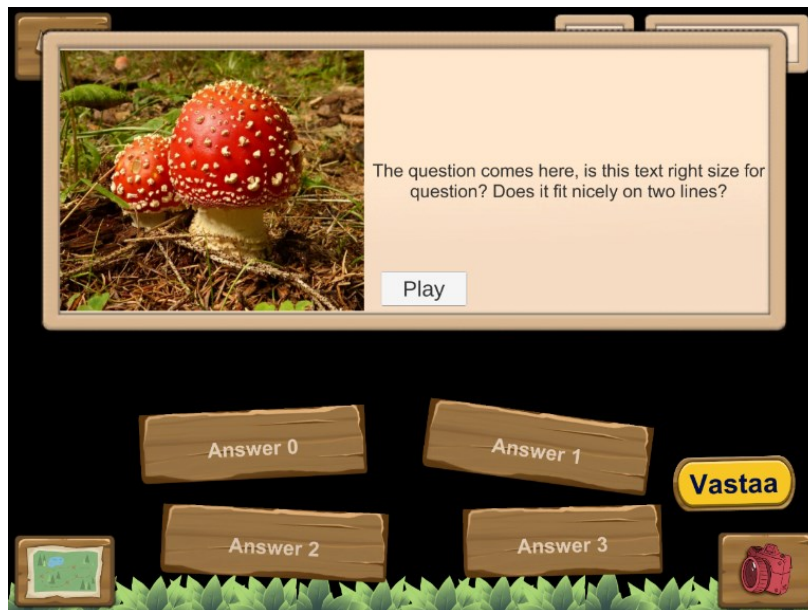 The question comes here, is this text right size for
question? Does it fit nicely on two lines?
Play
Answer 0
Answer 1
Vastaa
Answer 2
Answer 3